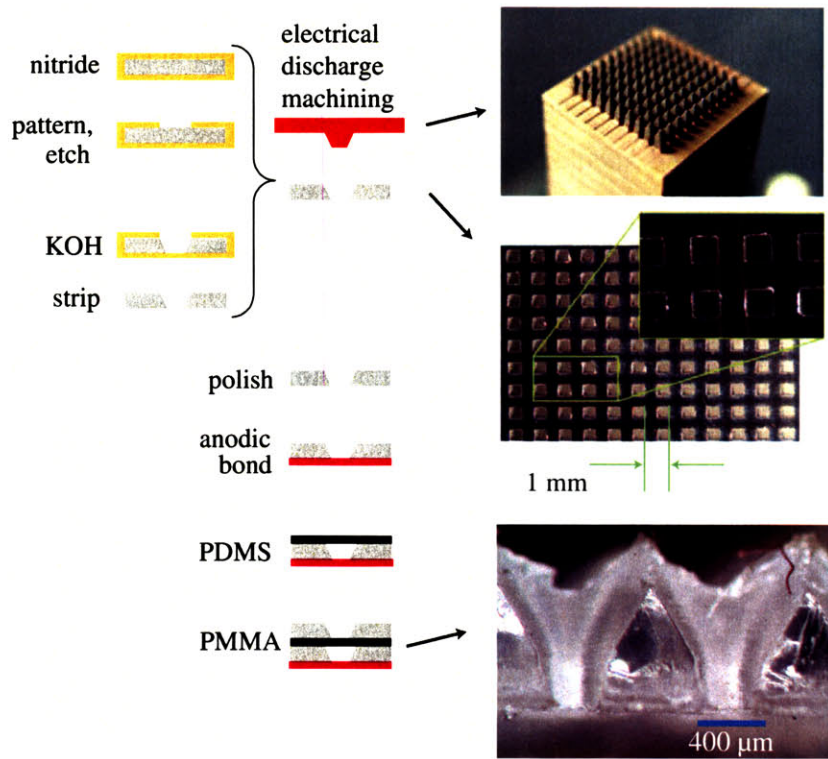 nitride
pattern,
etch
KOH
strip
electrical
discharge
machining
polish
anodic
bond
PDMS
PMMA
1 mm
400 µm